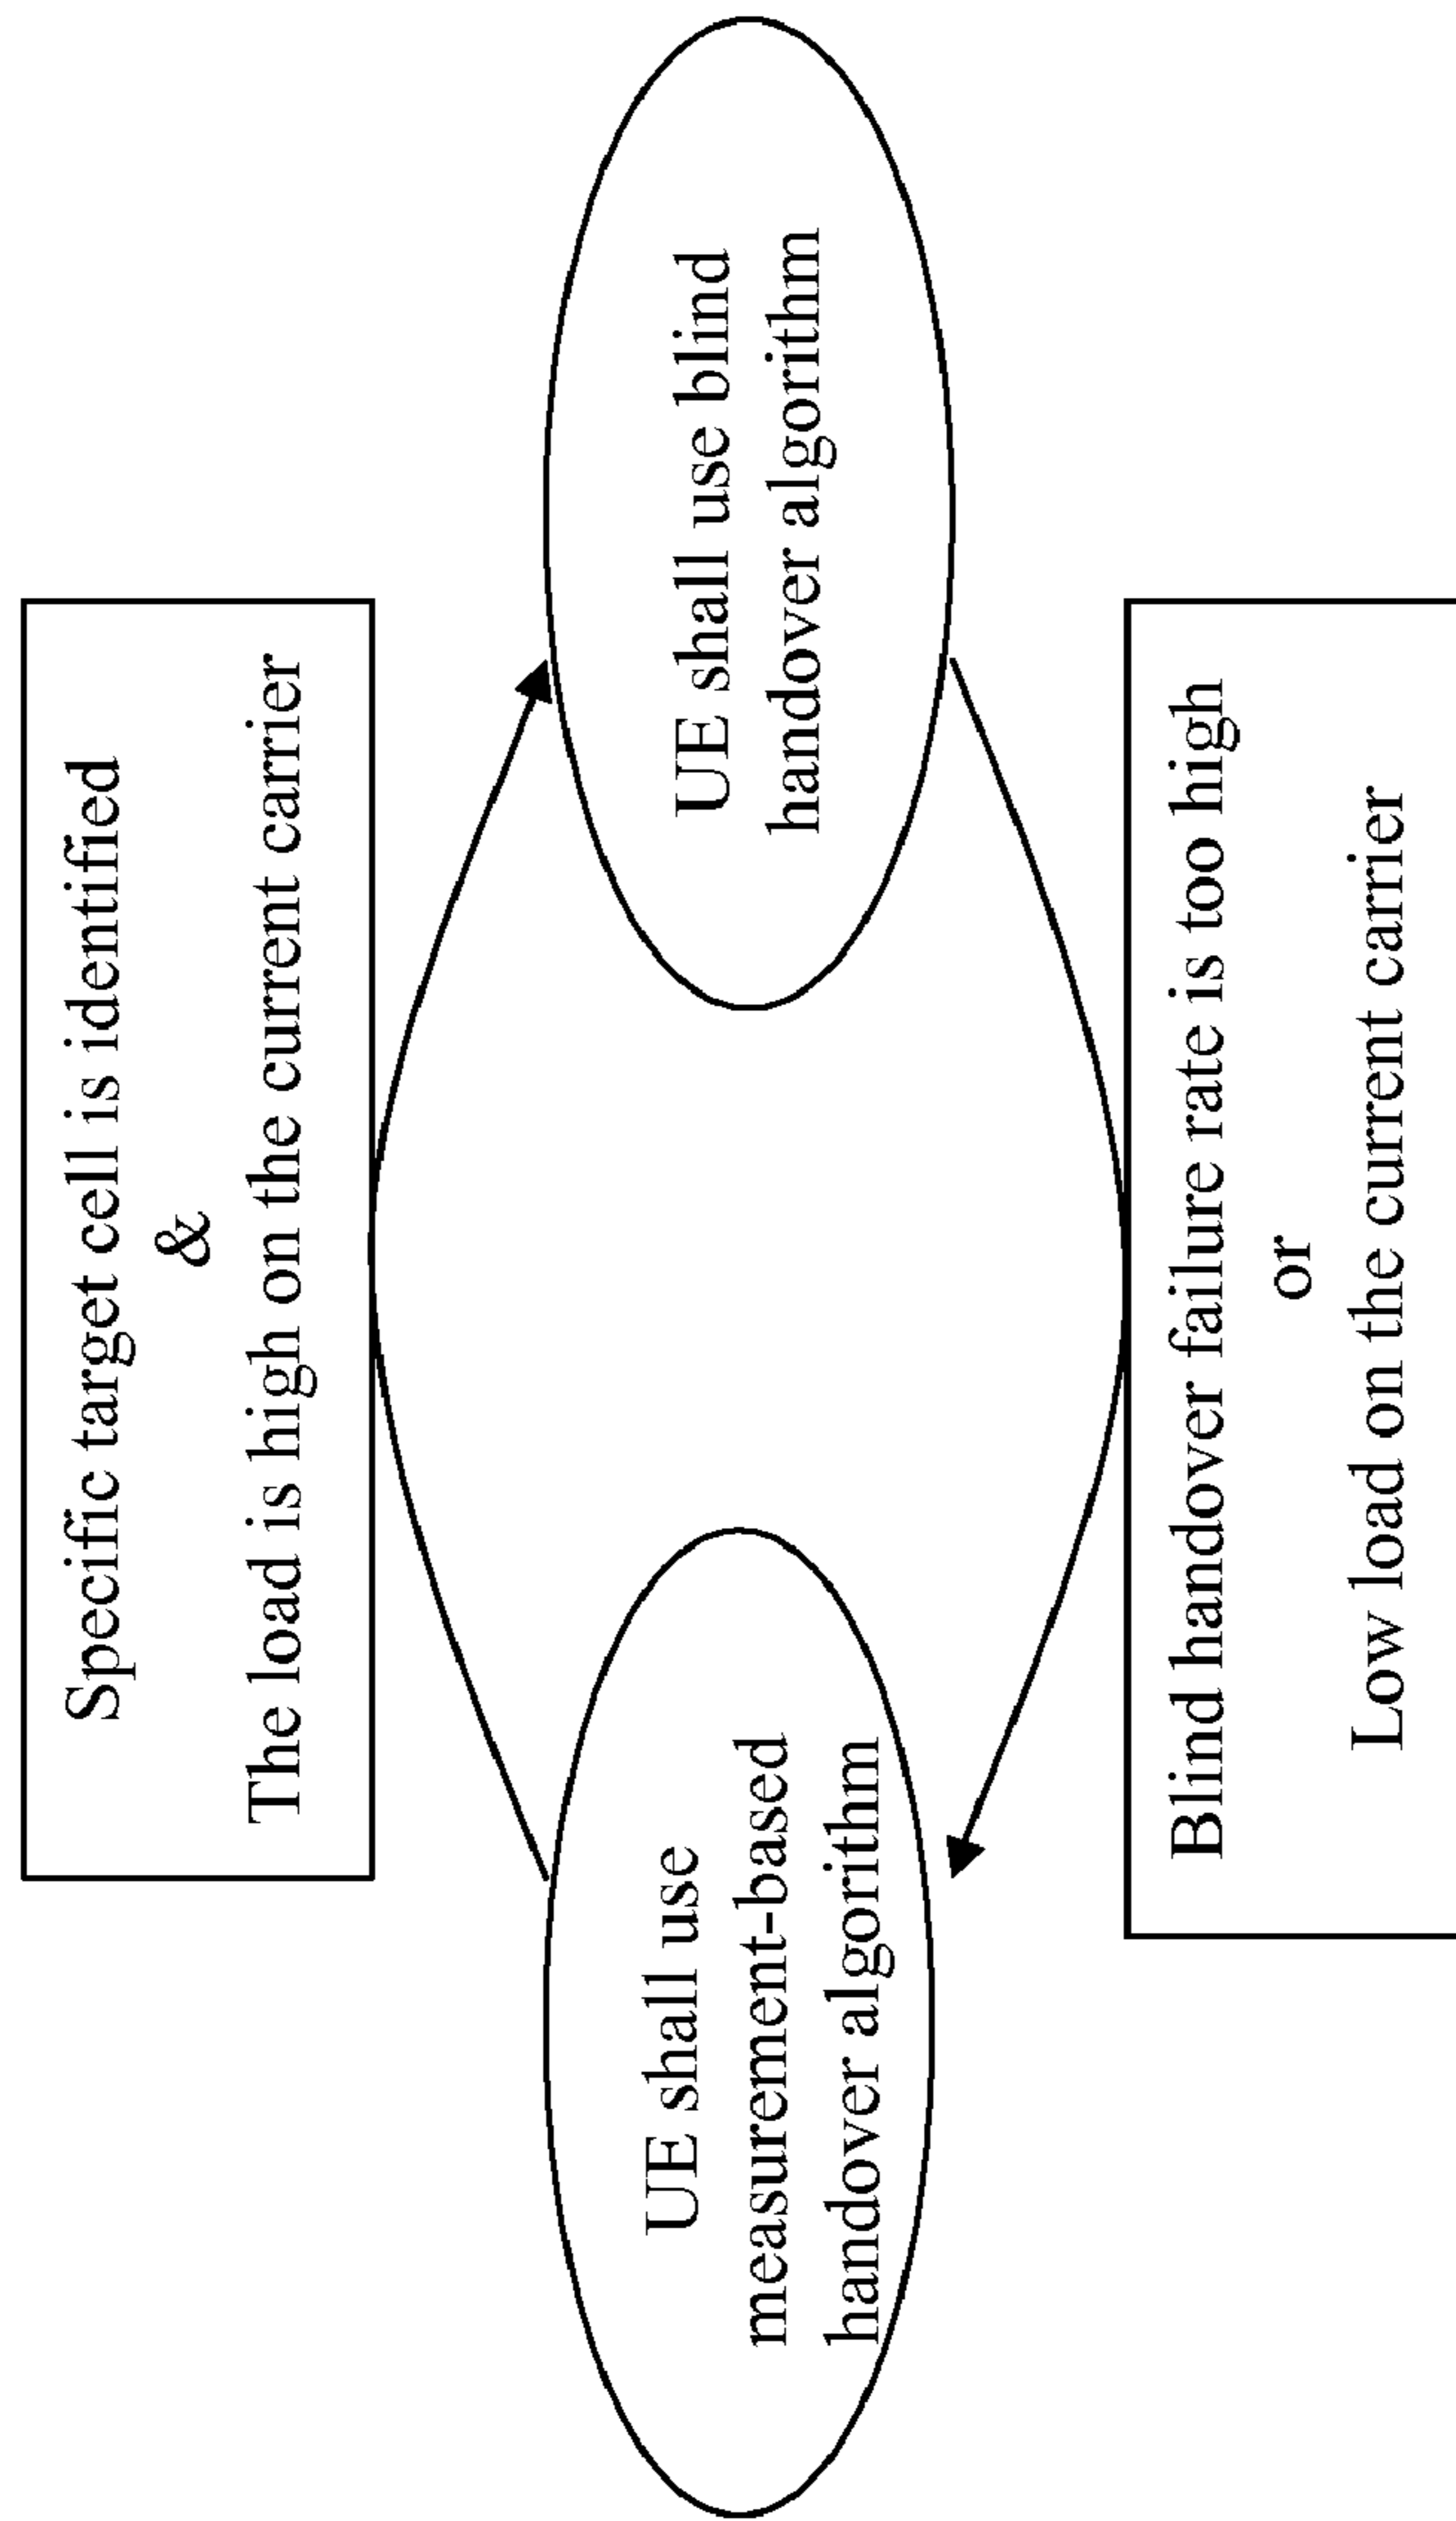 Specific target cell is identified
&
The load is high on the current carrier
UE shall use
measurement-based
handover algorithm
UE shall use blind
handover algorithm
Blind handover failure rate is too high
or
Low load on the current carrier